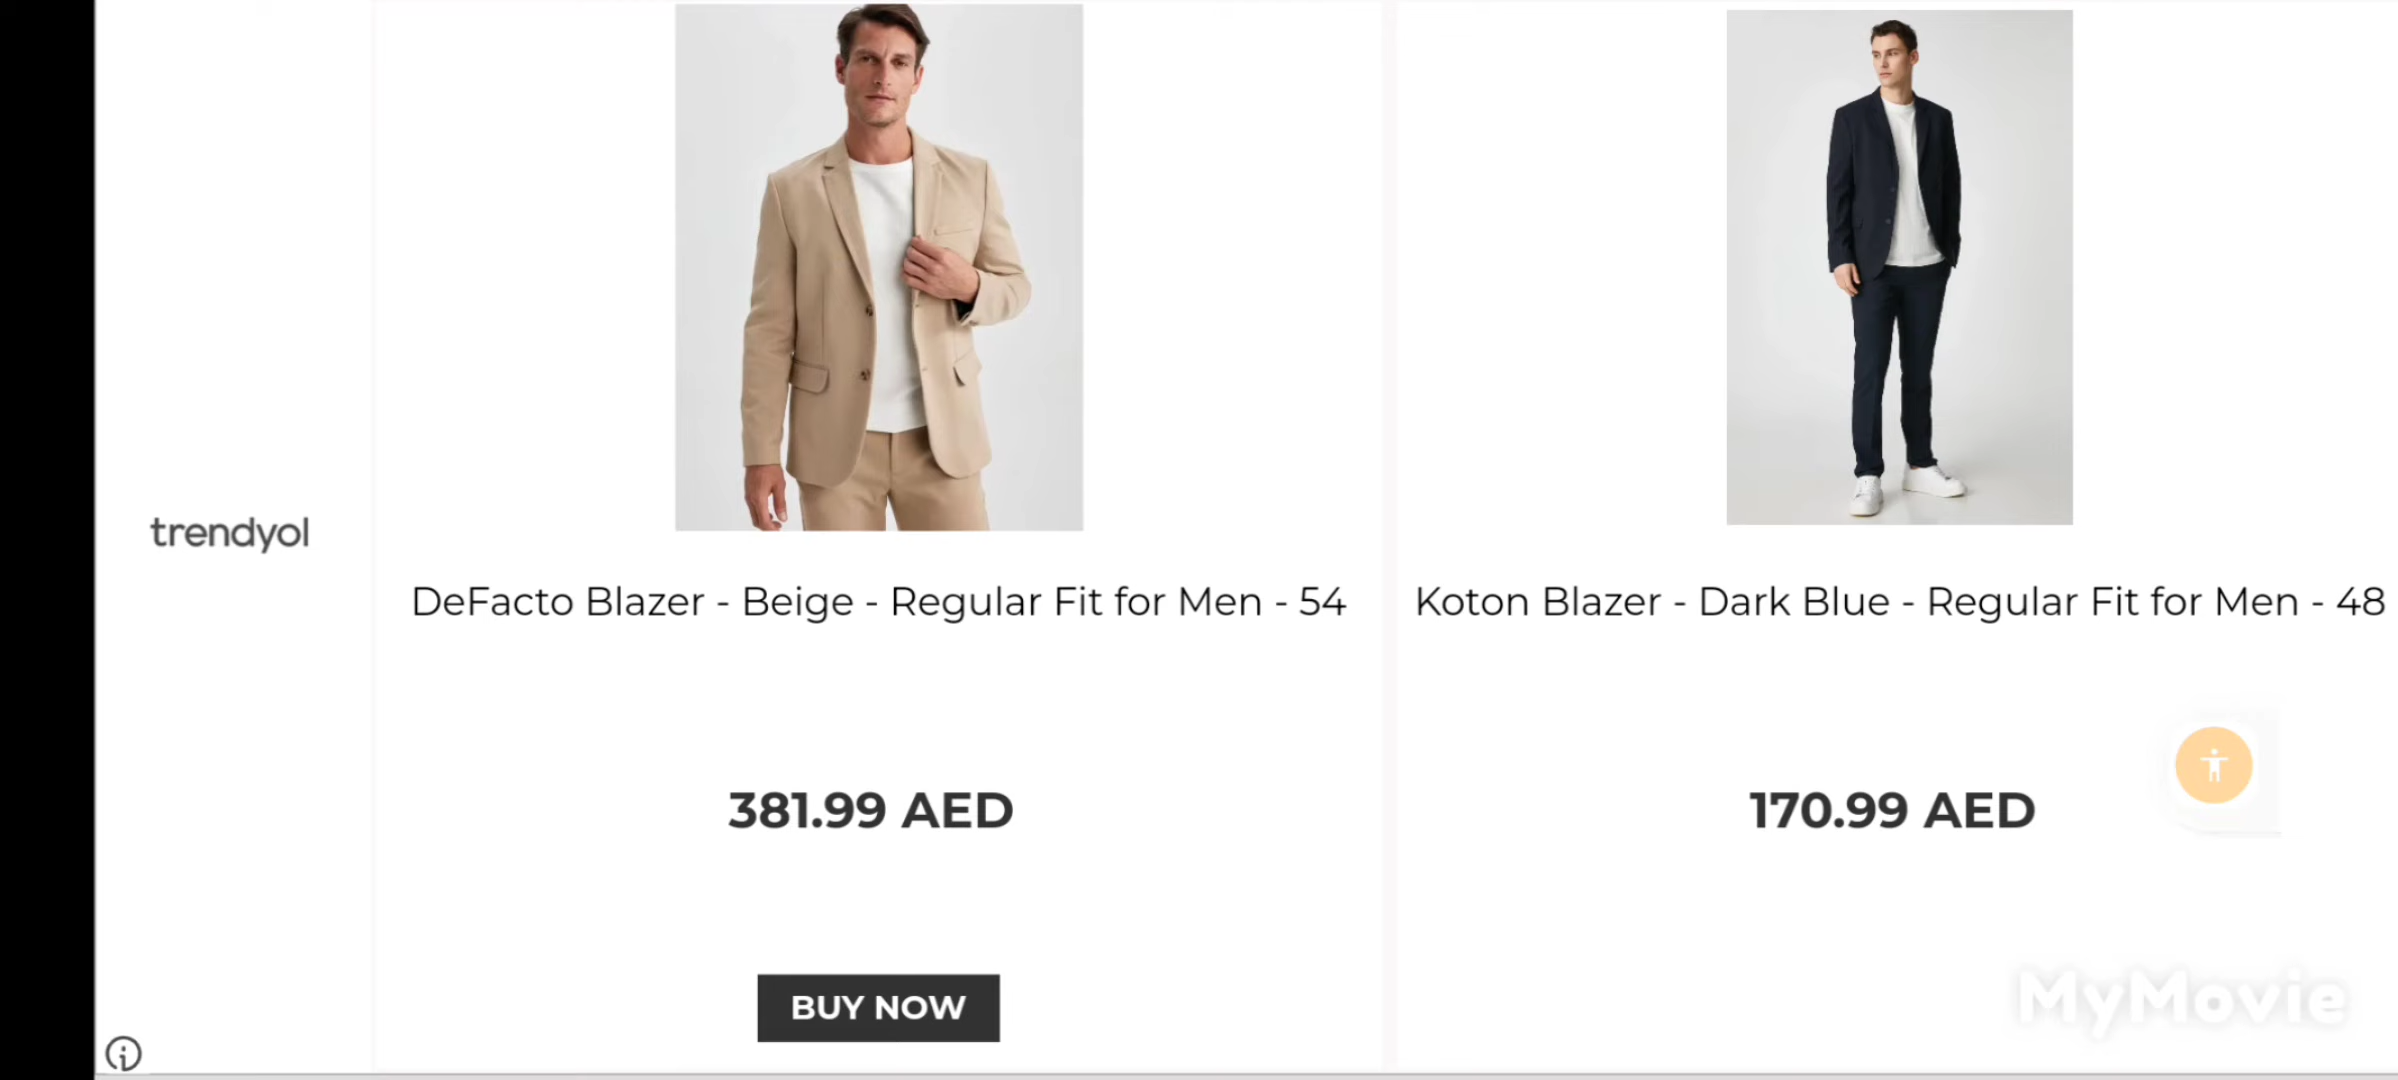 trendyol
DeFacto Blazer - Beige - Regular Fit for Men - 54
381.99 AED
BUY NOW
Koton Blazer - Dark Blue - Regular Fit for Men - 48
170.99 AED
MyMovie